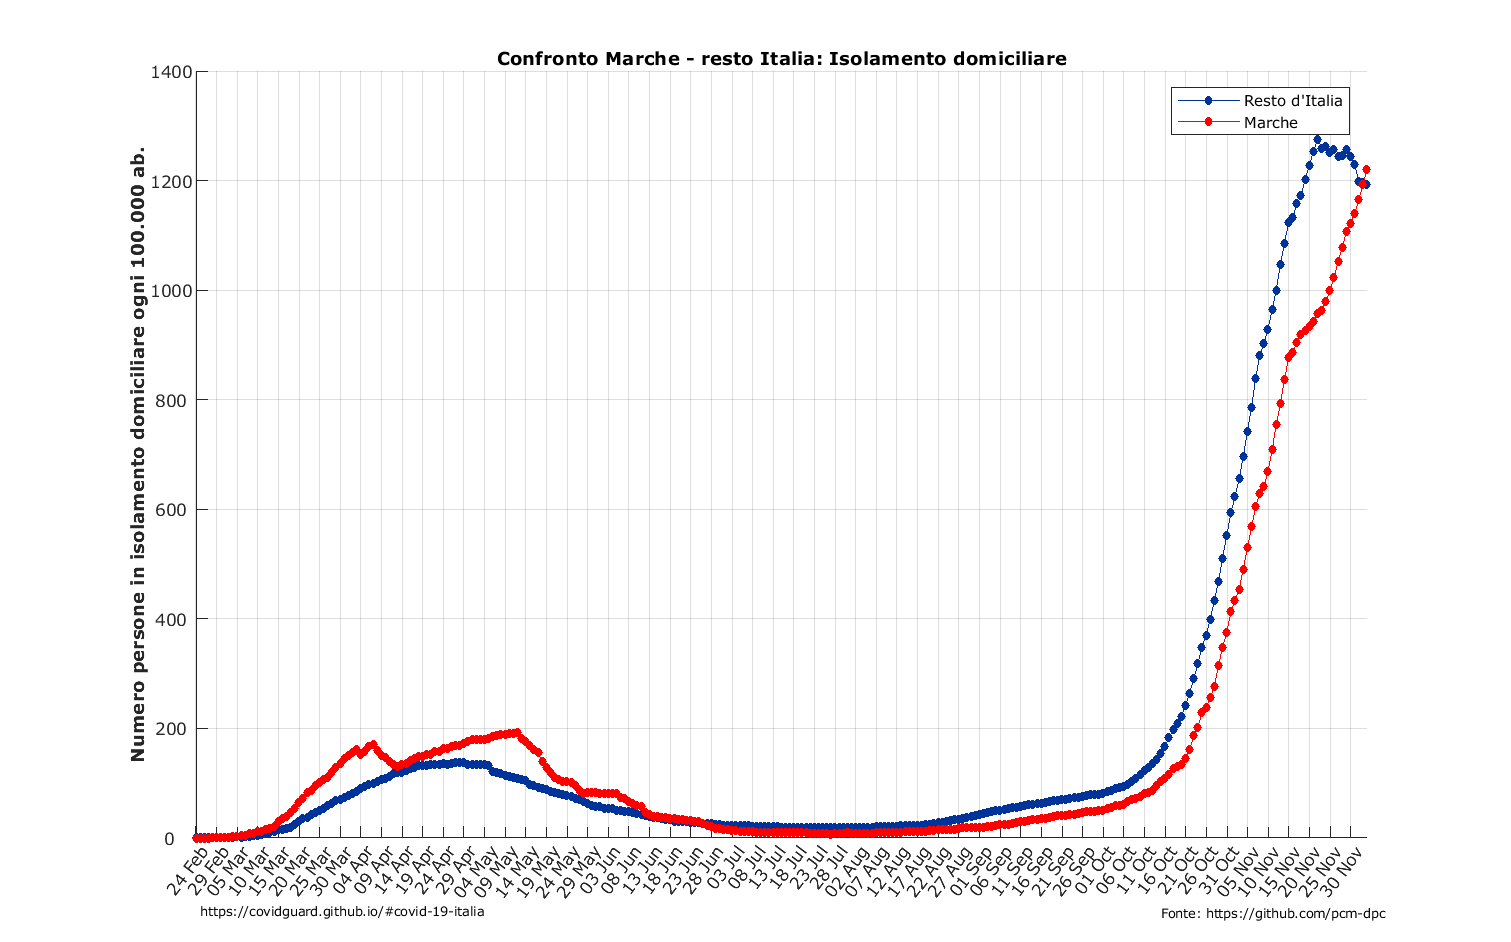 Confronto Marche - resto Italia: Isolamento domiciliare
Numero persone in isolamento domiciliare ogni 100.000 ab.
1400
1200
1000
800
600
400
200
0
Resto d'Italia
Marche
24 Feb
29 Feb
05 Mar
10 Mar
15 Mar
20 Mar
25 Mar
30 Mar
04 Apr
09 Apr
14 Apr
19 Apr
24 Apr
29 Apr
04 May
09 May
14 May
19 May
24 May
29 May
03 Jun
08 Jun
13 Jun
18 Jun
23 Jun
28 Jun
03 Jul
08 Jul
13 Jul
18 Jul
23 Jul
28 Jul
02 Aug
07 Aug
12 Aug
17 Aug
22 Aug
27 Aug
01 Sep
06 Sep
11 Sep
16 Sep
21 Sep
26 Sep
01 Oct
06 Oct
11 Oct
16 Oct
21 Oct
26 Oct
31 Oct
05 Nov
10 Nov
15 Nov
20 Nov
25 Nov
30 Nov
https://covidguard.github.io/#covid-19-italia
Fonte: https://github.com/pcm-dpc